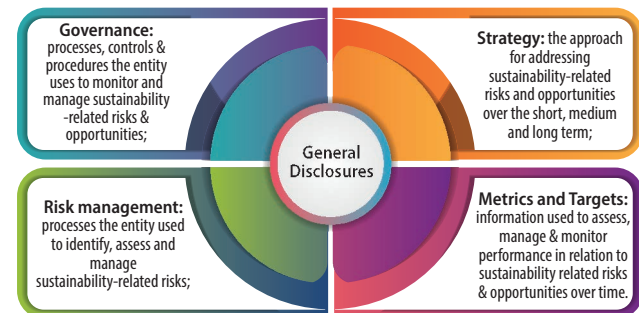 Governance:
processes, controls &
procedures the entity
uses to monitor and
manage sustainability
-related risks &
opportunities;
Strategy: the approach
for addressing
sustainability-related
risks and opportunities
over the short, medium
and long term;
General
Disclosures
Risk management:
processes the entity used
to identify, assess and
manage
sustainability-related risks;
Metrics and Targets:
information used to assess,
manage & monitor
performance in relation to
sustainability related risks
& opportunities over time.